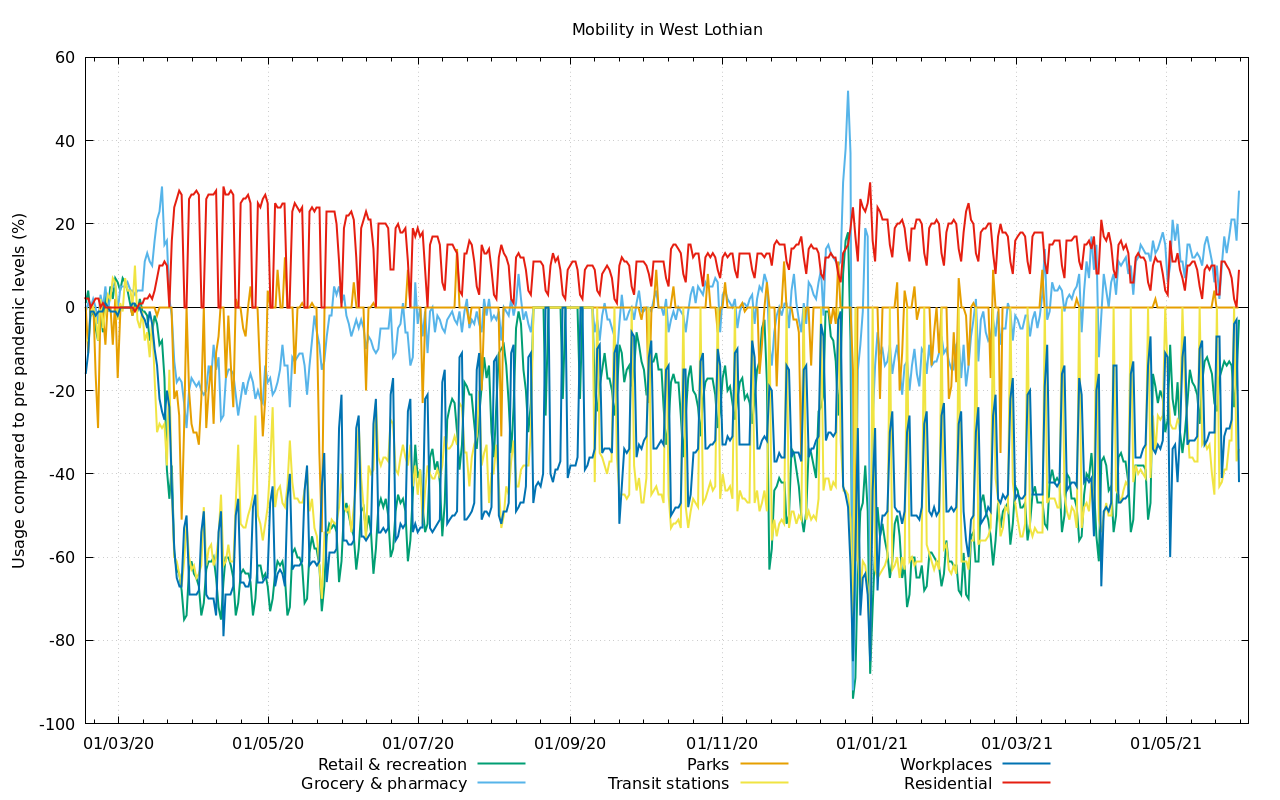 Mobility in West Lothian
Usage compared to pre pandemic levels (%)
60
40
20
0
-20
-40
-60
-80
-100
01/03/20 01/05/20 01/07/20 01/09/20 01/11/20 01/01/21 01/03/21 01/05/21
Retail & recreation Parks Workplaces
Grocery & pharmacy Transit stations Residential